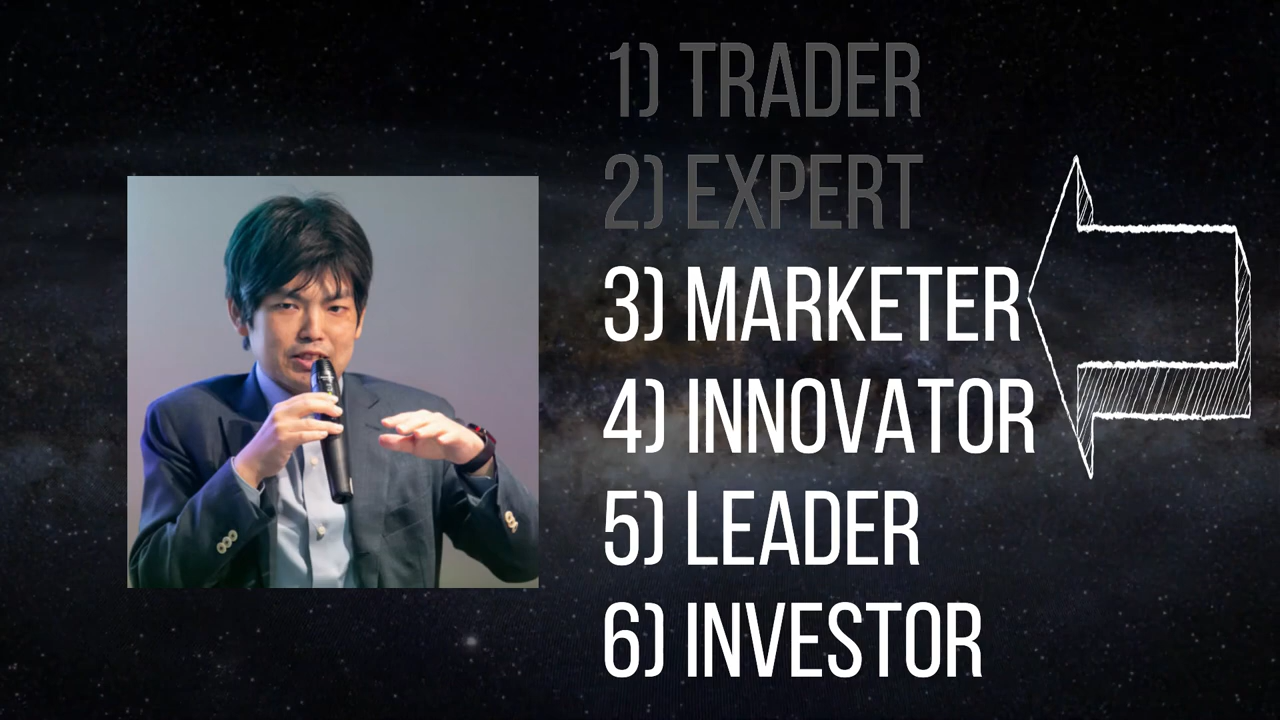 1) TRADER
2) EXPERT
3) MARKETER
4) INNOVATOR
5) LEADER
6) INVESTOR